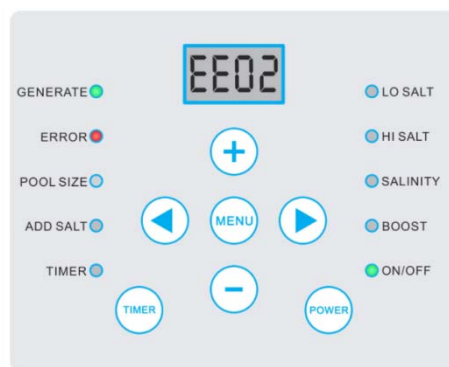 EE02
GENERATE
LO SALT
ERROR
HI SALT
POOL SIZE
SALINITY
ADD SALT
MENU
BOOST
TIMER
ON/OFF
TIMER
POWER